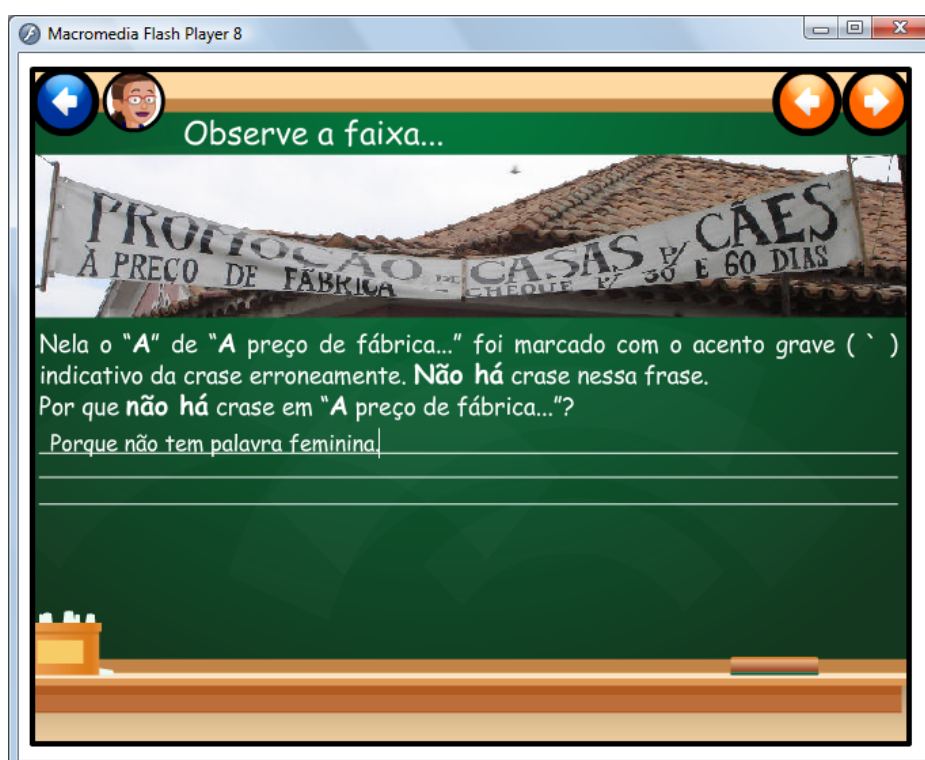 Macromedia Flash Player 8
Observe a faixa...
PROMOÇÃO DE CASAS P/ CÃES
À PREÇO DE FÁBRICA - CHEQUE P/ 30 E 60 DIAS
Nela o “A” de “A preço de fábrica...” foi marcado com o acento grave ( ` )
indicativo da crase erroneamente. Não há crase nessa frase.
Por que não há crase em “A preço de fábrica...”?
Porque não tem palavra feminina.